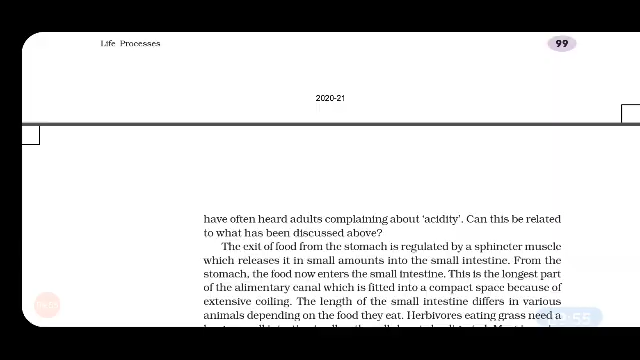 Life Processes
99
2020-21
have often heard adults complaining about 'acidity'. Can this be related
to what has been discussed above?
The exit of food from the stomach is regulated by a sphincter muscle
which releases it in small amounts into the small intestine. From the
stomach, the food now enters the small intestine. This is the longest part
of the alimentary canal which is fitted into a compact space because of
extensive coiling. The length of the small intestine differs in various
animals depending on the food they eat. Herbivores eating grass need a